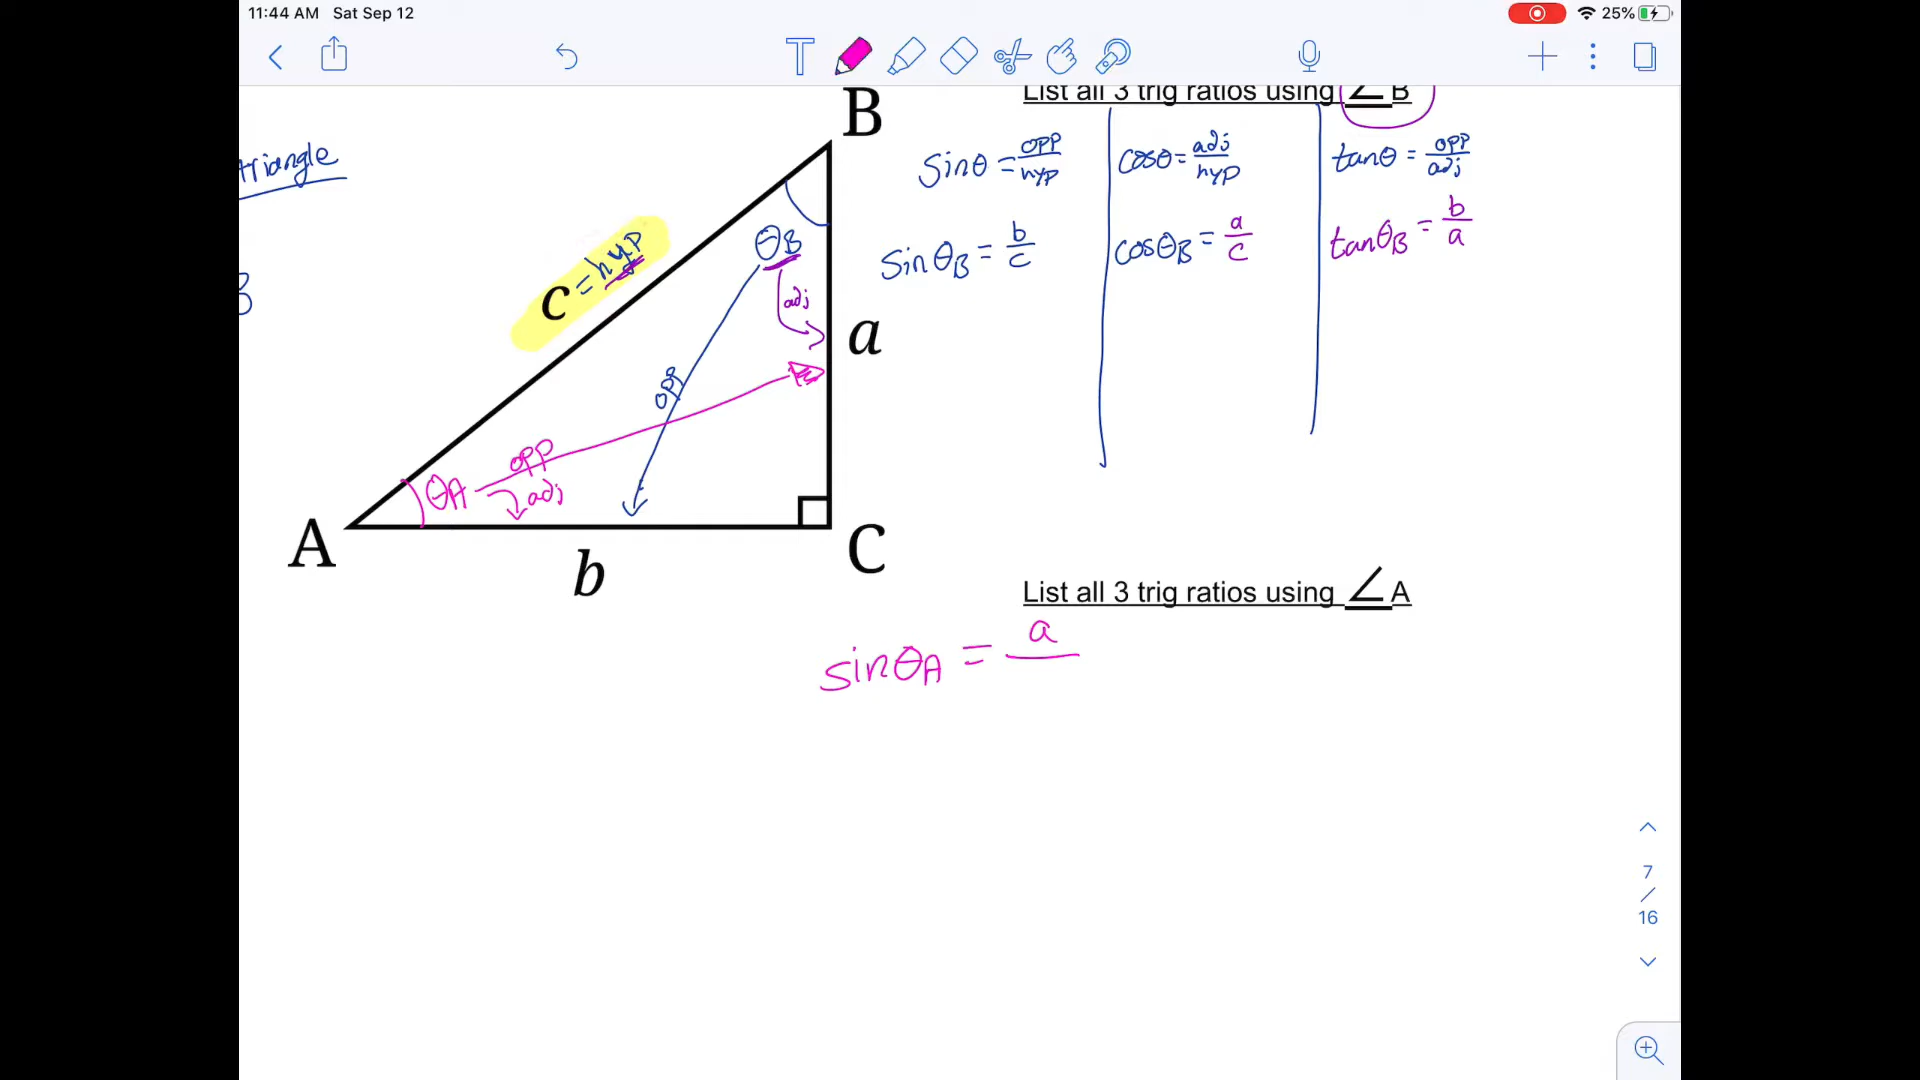 11:44 AM Sat Sep 12
25%
T
List all 3 trig ratios using ∠B
triangle
B
sinθ = opp/hyp
cosθ = adj/hyp
tanθ = opp/adj
sinθB = b/c
cosθB = a/c
tanθB = b/a
θB
c = hyp
adj
a
opp
θA
opp
adj
A
b
C
List all 3 trig ratios using ∠A
sinθA = a
7
/
16